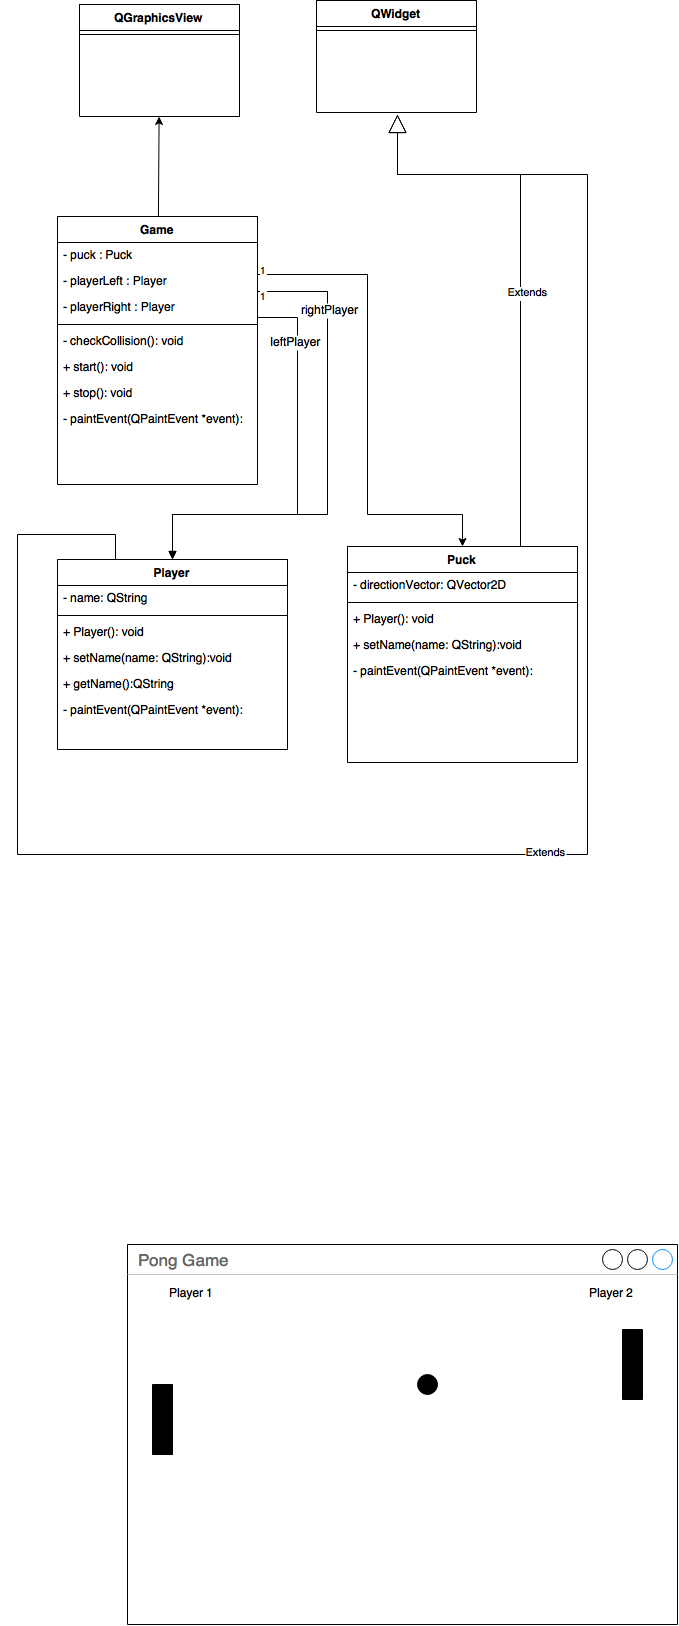 QGraphicsView
QWidget
Game
- puck : Puck
- playerLeft : Player
- playerRight : Player
- checkCollision(): void
+ start(): void
+ stop(): void
- paintEvent(QPaintEvent *event):
1
1
rightPlayer
leftPlayer
Extends
Player
- name: QString
+ Player(): void
+ setName(name: QString):void
+ getName():QString
- paintEvent(QPaintEvent *event):
Puck
- directionVector: QVector2D
+ Player(): void
+ setName(name: QString):void
- paintEvent(QPaintEvent *event):
Extends
Pong Game
Player 1
Player 2